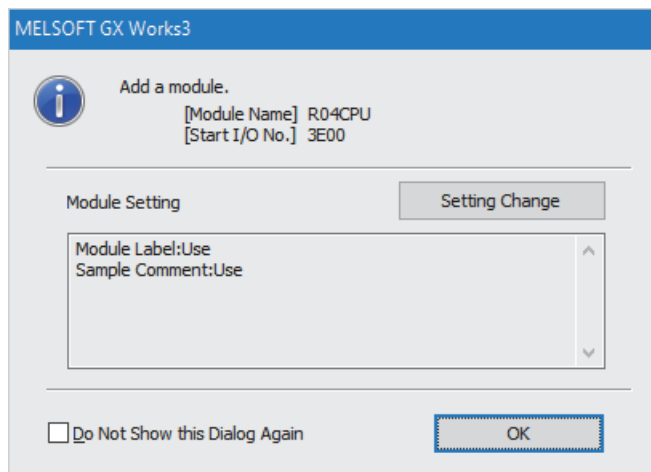 MELSOFT GX Works3
Add a module.
[Module Name] R04CPU
[Start I/O No.] 3E00
Module Setting
Setting Change
Module Label:Use
Sample Comment:Use
Do Not Show this Dialog Again
OK